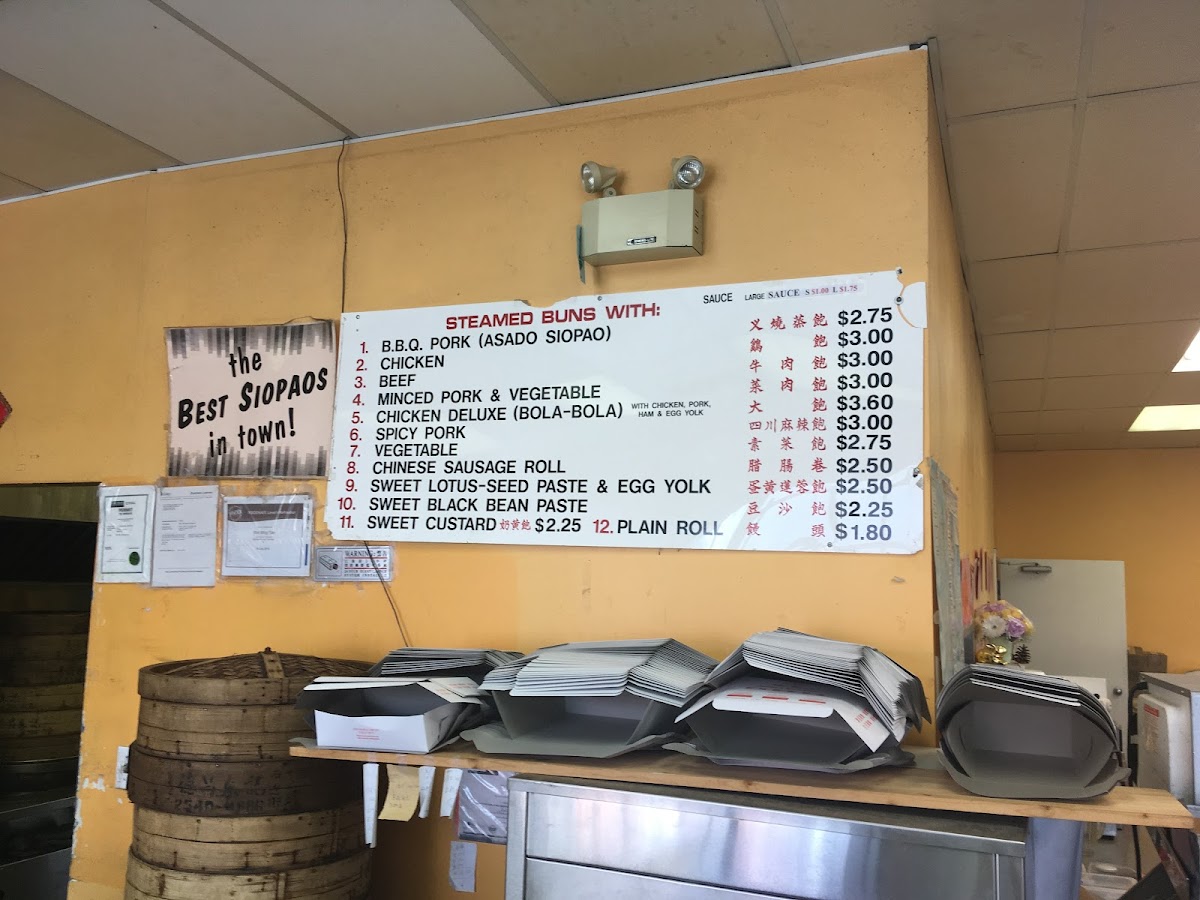 SAUCE LARGE SAUCE S $1.00 L $1.75
STEAMED BUNS WITH:
1. B.B.Q. PORK (ASADO SIOPAO) 叉燒蒸飽 $2.75
2. CHICKEN 鷄飽 $3.00
3. BEEF 牛肉飽 $3.00
4. MINCED PORK & VEGETABLE 菜肉飽 $3.00
5. CHICKEN DELUXE (BOLA-BOLA) WITH CHICKEN, PORK, HAM & EGG YOLK 大飽 $3.60
6. SPICY PORK 四川麻辣飽 $3.00
7. VEGETABLE 素菜飽 $2.75
8. CHINESE SAUSAGE ROLL 腊腸卷 $2.50
9. SWEET LOTUS-SEED PASTE & EGG YOLK 蛋黄蓮蓉飽 $2.50
10. SWEET BLACK BEAN PASTE 豆沙飽 $2.25
11. SWEET CUSTARD 奶黄飽 $2.25 12. PLAIN ROLL 饅頭 $1.80
the
BEST SIOPAOS
in town!
WARNING: